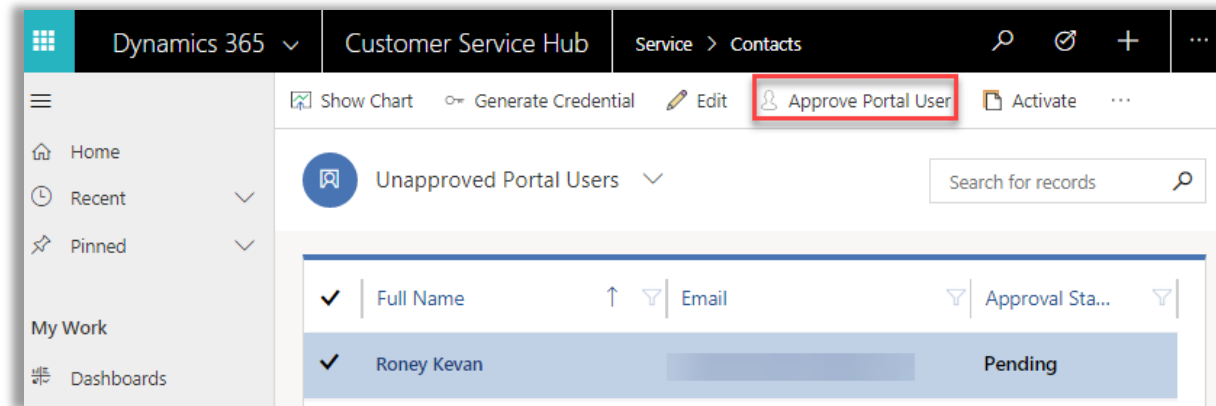 Dynamics 365 Customer Service Hub Service > Contacts ...
Show Chart Generate Credential Edit Approve Portal User Activate ...
Home
Recent
Pinned
My Work
Dashboards
Unapproved Portal Users
Search for records
Full Name Email Approval Sta...
Roney Kevan Pending